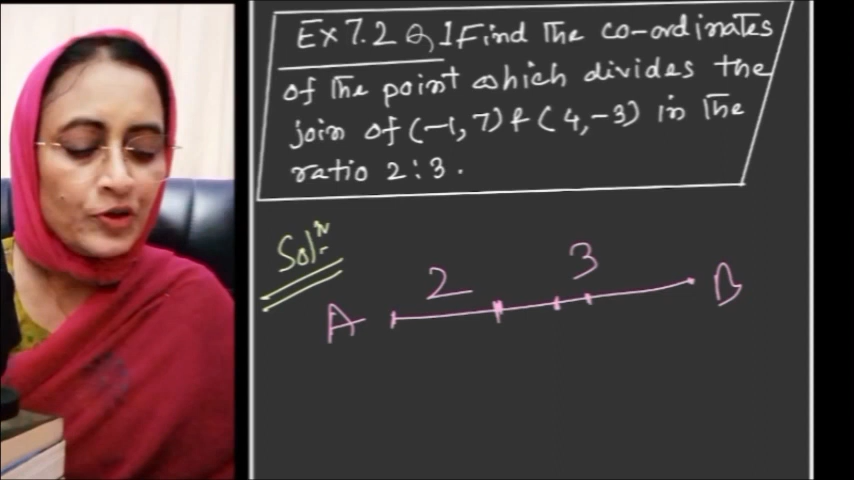 Ex 7.2 Q 1 Find The co-ordinates
of The point which divides the
join of (-1, 7) & (4, -3) in The
ratio 2:3.
Solⁿ:
2 3
A B